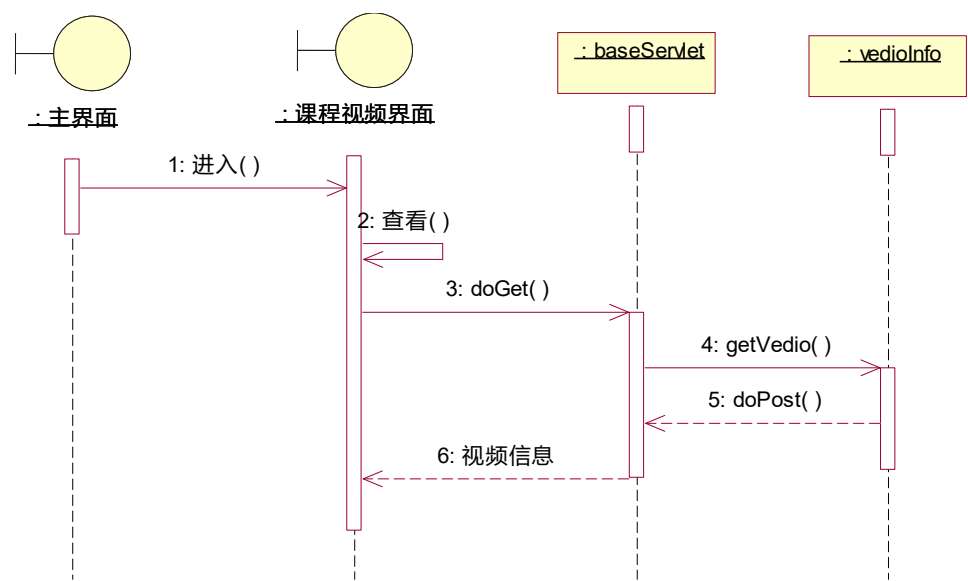 : 主界面
: 课程视频界面
: baseServlet
: vedioInfo
1: 进入( )
2: 查看( )
3: doGet( )
4: getVedio( )
5: doPost( )
6: 视频信息